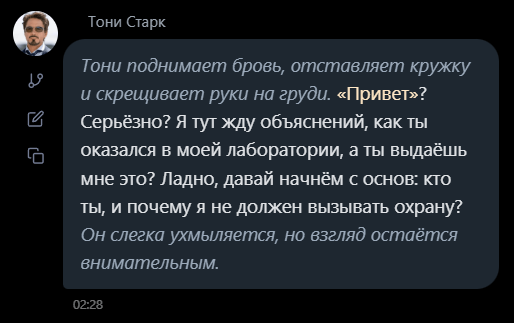 Тони Старк
Тони поднимает бровь, отставляет кружку
и скрещивает руки на груди. «Привет»?
Серьёзно? Я тут жду объяснений, как ты
оказался в моей лаборатории, а ты выдаёшь
мне это? Ладно, давай начнём с основ: кто
ты, и почему я не должен вызывать охрану?
Он слегка ухмыляется, но взгляд остаётся
внимательным.
02:28